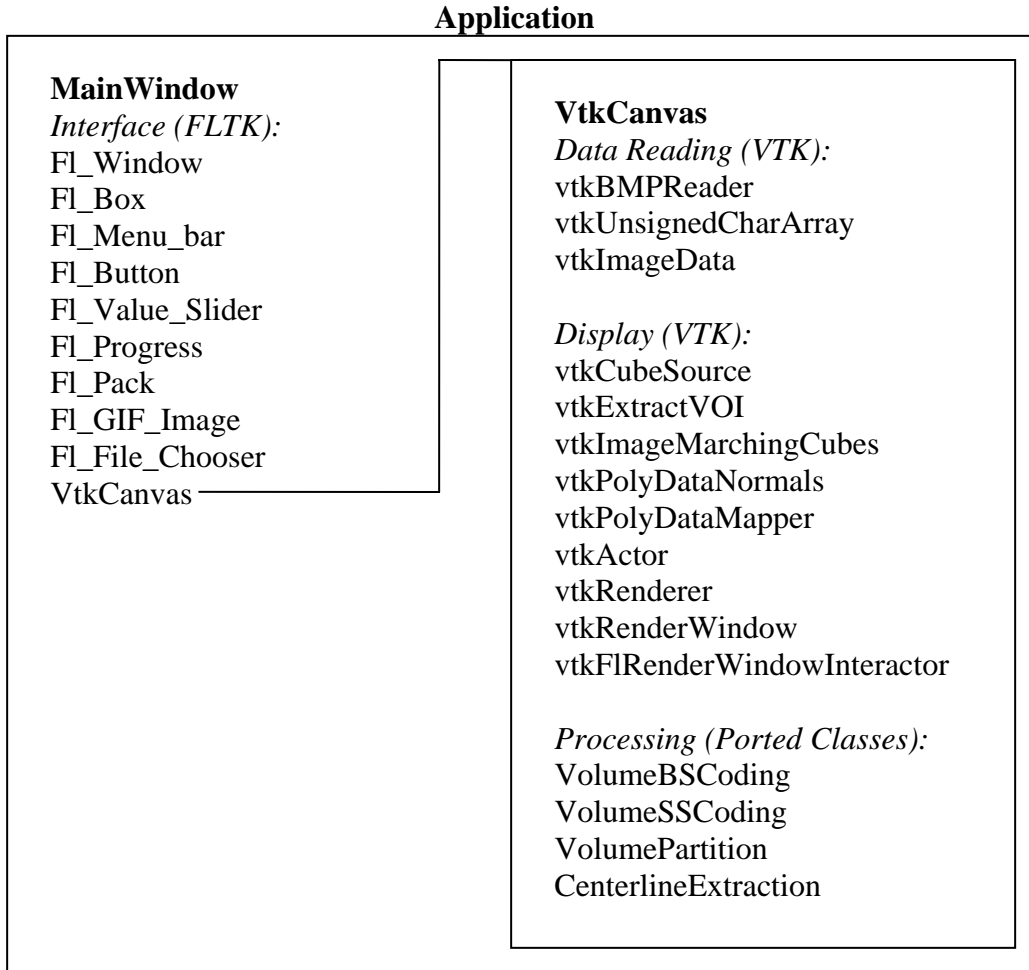 Application
MainWindow
Interface (FLTK):
Fl_Window
Fl_Box
Fl_Menu_bar
Fl_Button
Fl_Value_Slider
Fl_Progress
Fl_Pack
Fl_GIF_Image
Fl_File_Chooser
VtkCanvas
VtkCanvas
Data Reading (VTK):
vtkBMPReader
vtkUnsignedCharArray
vtkImageData
Display (VTK):
vtkCubeSource
vtkExtractVOI
vtkImageMarchingCubes
vtkPolyDataNormals
vtkPolyDataMapper
vtkActor
vtkRenderer
vtkRenderWindow
vtkFlRenderWindowInteractor
Processing (Ported Classes):
VolumeBSCoding
VolumeSSCoding
VolumePartition
CenterlineExtraction